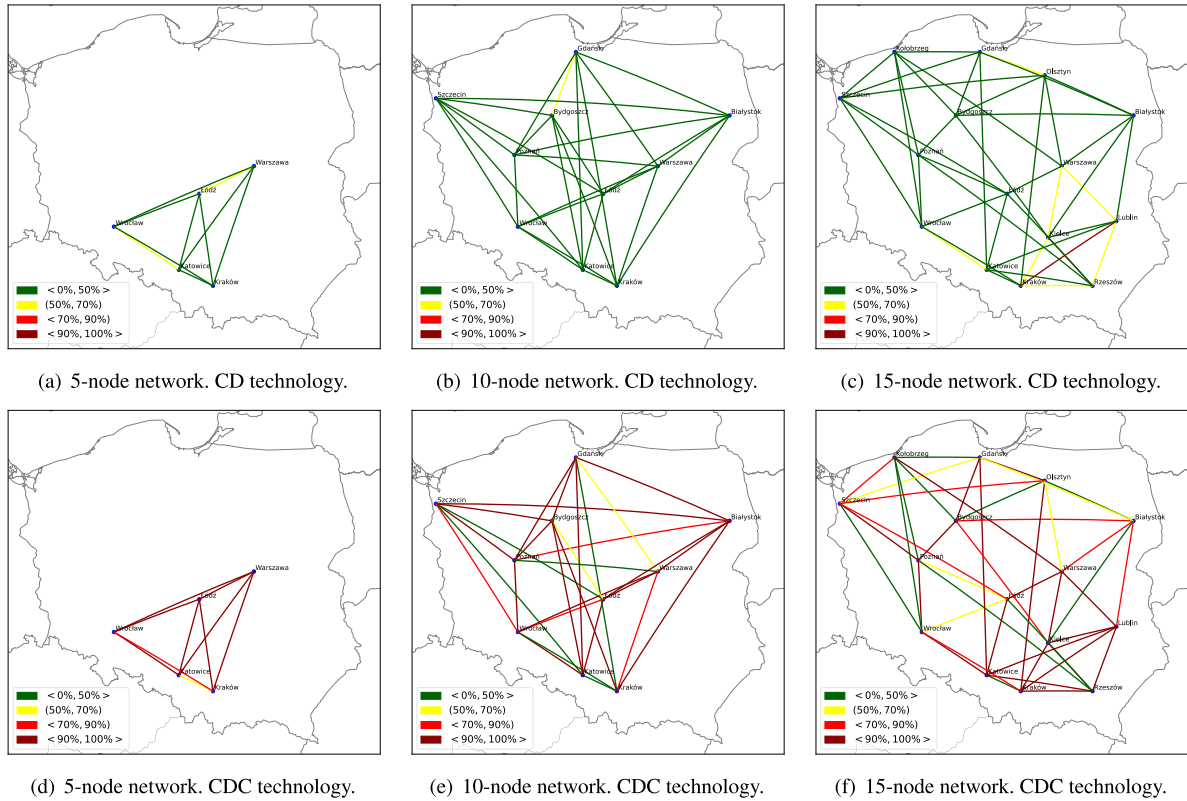 Warszawa
Łódź
Wrocław
Katowice
Kraków
< 0%, 50% >
(50%, 70%)
< 70%, 90%)
< 90%, 100% >
(a) 5-node network. CD technology.
Gdańsk
Szczecin
Bydgoszcz
Białystok
Poznań
Warszawa
Łódź
Wrocław
Katowice
Kraków
< 0%, 50% >
(50%, 70%)
< 70%, 90%)
< 90%, 100% >
(b) 10-node network. CD technology.
Kołobrzeg
Gdańsk
Olsztyn
Szczecin
Bydgoszcz
Białystok
Poznań
Warszawa
Łódź
Lublin
Wrocław
Kielce
Katowice
Kraków
Rzeszów
< 0%, 50% >
(50%, 70%)
< 70%, 90%)
< 90%, 100% >
(c) 15-node network. CD technology.
Warszawa
Łódź
Wrocław
Katowice
Kraków
< 0%, 50% >
(50%, 70%)
< 70%, 90%)
< 90%, 100% >
(d) 5-node network. CDC technology.
Gdańsk
Szczecin
Bydgoszcz
Białystok
Poznań
Warszawa
Łódź
Wrocław
Katowice
Kraków
< 0%, 50% >
(50%, 70%)
< 70%, 90%)
< 90%, 100% >
(e) 10-node network. CDC technology.
Kołobrzeg
Gdańsk
Olsztyn
Szczecin
Bydgoszcz
Białystok
Poznań
Warszawa
Łódź
Lublin
Wrocław
Kielce
Katowice
Kraków
Rzeszów
< 0%, 50% >
(50%, 70%)
< 70%, 90%)
< 90%, 100% >
(f) 15-node network. CDC technology.